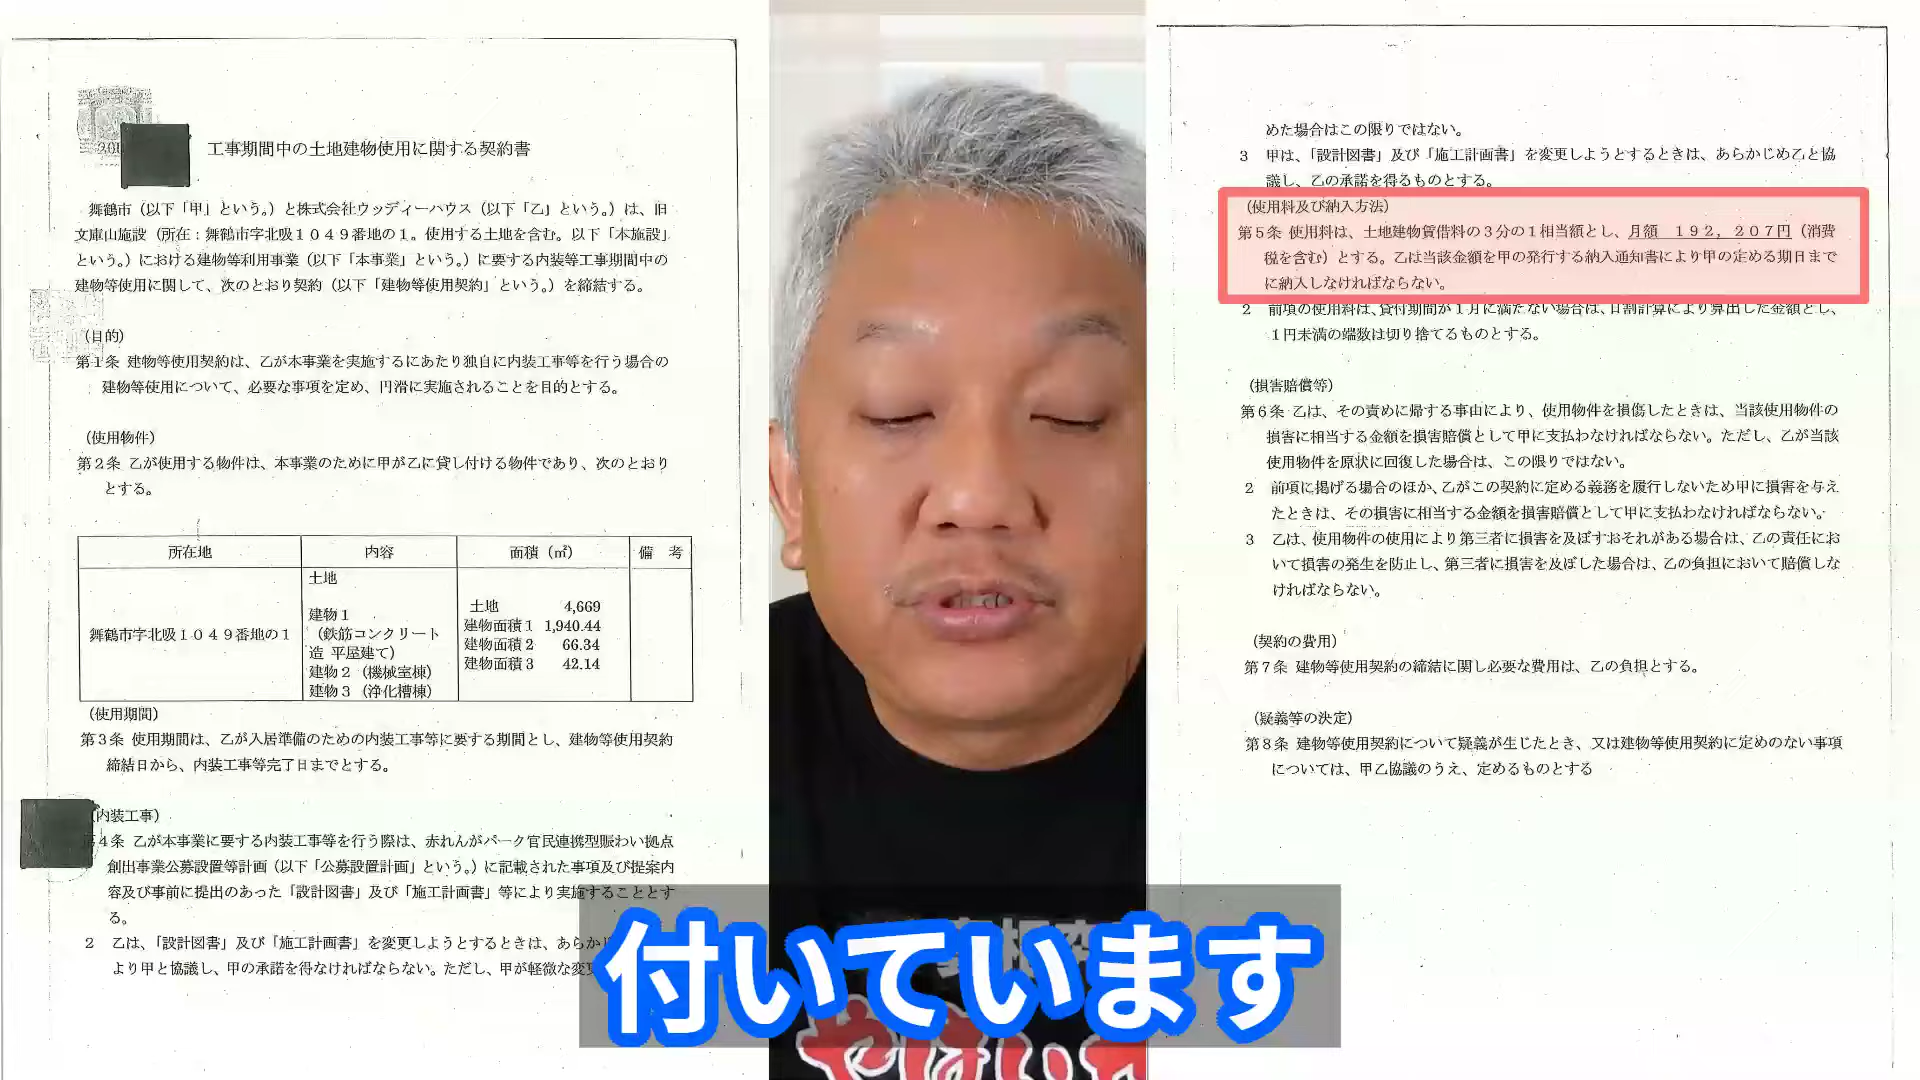 工事期間中の土地建物使用に関する契約書
舞鶴市（以下「甲」という。）と株式会社ウッディーハウス（以下「乙」という。）は、旧
文庫山施設（所在：舞鶴市字北吸１０４９番地の１。使用する土地を含む。以下「本施設」
という。）における建物等利用事業（以下「本事業」という。）に要する内装等工事期間中の
建物等使用に関して、次のとおり契約（以下「建物等使用契約」という。）を締結する。
（目的）
第１条 建物等使用契約は、乙が本事業を実施するにあたり独自に内装工事等を行う場合の
建物等使用について、必要な事項を定め、円滑に実施されることを目的とする。
（使用物件）
第２条 乙が使用する物件は、本事業のために甲が乙に貸し付ける物件であり、次のとおり
とする。
所在地 内容 面積（㎡） 備 考
舞鶴市字北吸１０４９番地の１
土地
建物１
（鉄筋コンクリート
造 平屋建て）
建物２（機械室棟）
建物３（浄化槽棟）
土地 4,669
建物面積１ 1,940.44
建物面積２ 66.34
建物面積３ 42.14
（使用期間）
第３条 使用期間は、乙が入居準備のための内装工事等に要する期間とし、建物等使用契約
締結日から、内装工事等完了日までとする。
（内装工事）
第４条 乙が本事業に要する内装工事等を行う際は、赤れんがパーク官民連携型賑わい拠点
創出事業公募設置等計画（以下「公募設置計画」という。）に記載された事項及び提案内
容及び事前に提出のあった「設計図書」及び「施工計画書」等により実施することとす
る。
２ 乙は、「設計図書」及び「施工計画書」を変更しようとするときは、あらか
より甲と協議し、甲の承諾を得なければならない。ただし、甲が軽微な変
めた場合はこの限りではない。
３ 甲は、「設計図書」及び「施工計画書」を変更しようとするときは、あらかじめ乙と協
議し、乙の承諾を得るものとする。
（使用料及び納入方法）
第５条 使用料は、土地建物賃借料の３分の１相当額とし、月額 １９２，２０７円（消費
税を含む）とする。乙は当該金額を甲の発行する納入通知書により甲の定める期日まで
に納入しなければならない。
２ 前項の使用料は、貸付期間が１月に満たない場合は、日割計算により算出した金額とし、
１円未満の端数は切り捨てるものとする。
（損害賠償等）
第６条 乙は、その責めに帰する事由により、使用物件を損傷したときは、当該使用物件の
損害に相当する金額を損害賠償として甲に支払わなければならない。ただし、乙が当該
使用物件を原状に回復した場合は、この限りではない。
２ 前項に掲げる場合のほか、乙がこの契約に定める義務を履行しないため甲に損害を与え
たときは、その損害に相当する金額を損害賠償として甲に支払わなければならない。
３ 乙は、使用物件の使用により第三者に損害を及ぼすおそれがある場合は、乙の責任にお
いて損害の発生を防止し、第三者に損害を及ぼした場合は、乙の負担において賠償しな
ければならない。
（契約の費用）
第７条 建物等使用契約の締結に関し必要な費用は、乙の負担とする。
（疑義等の決定）
第８条 建物等使用契約について疑義が生じたとき、又は建物等使用契約に定めのない事項
については、甲乙協議のうえ、定めるものとする
付いています